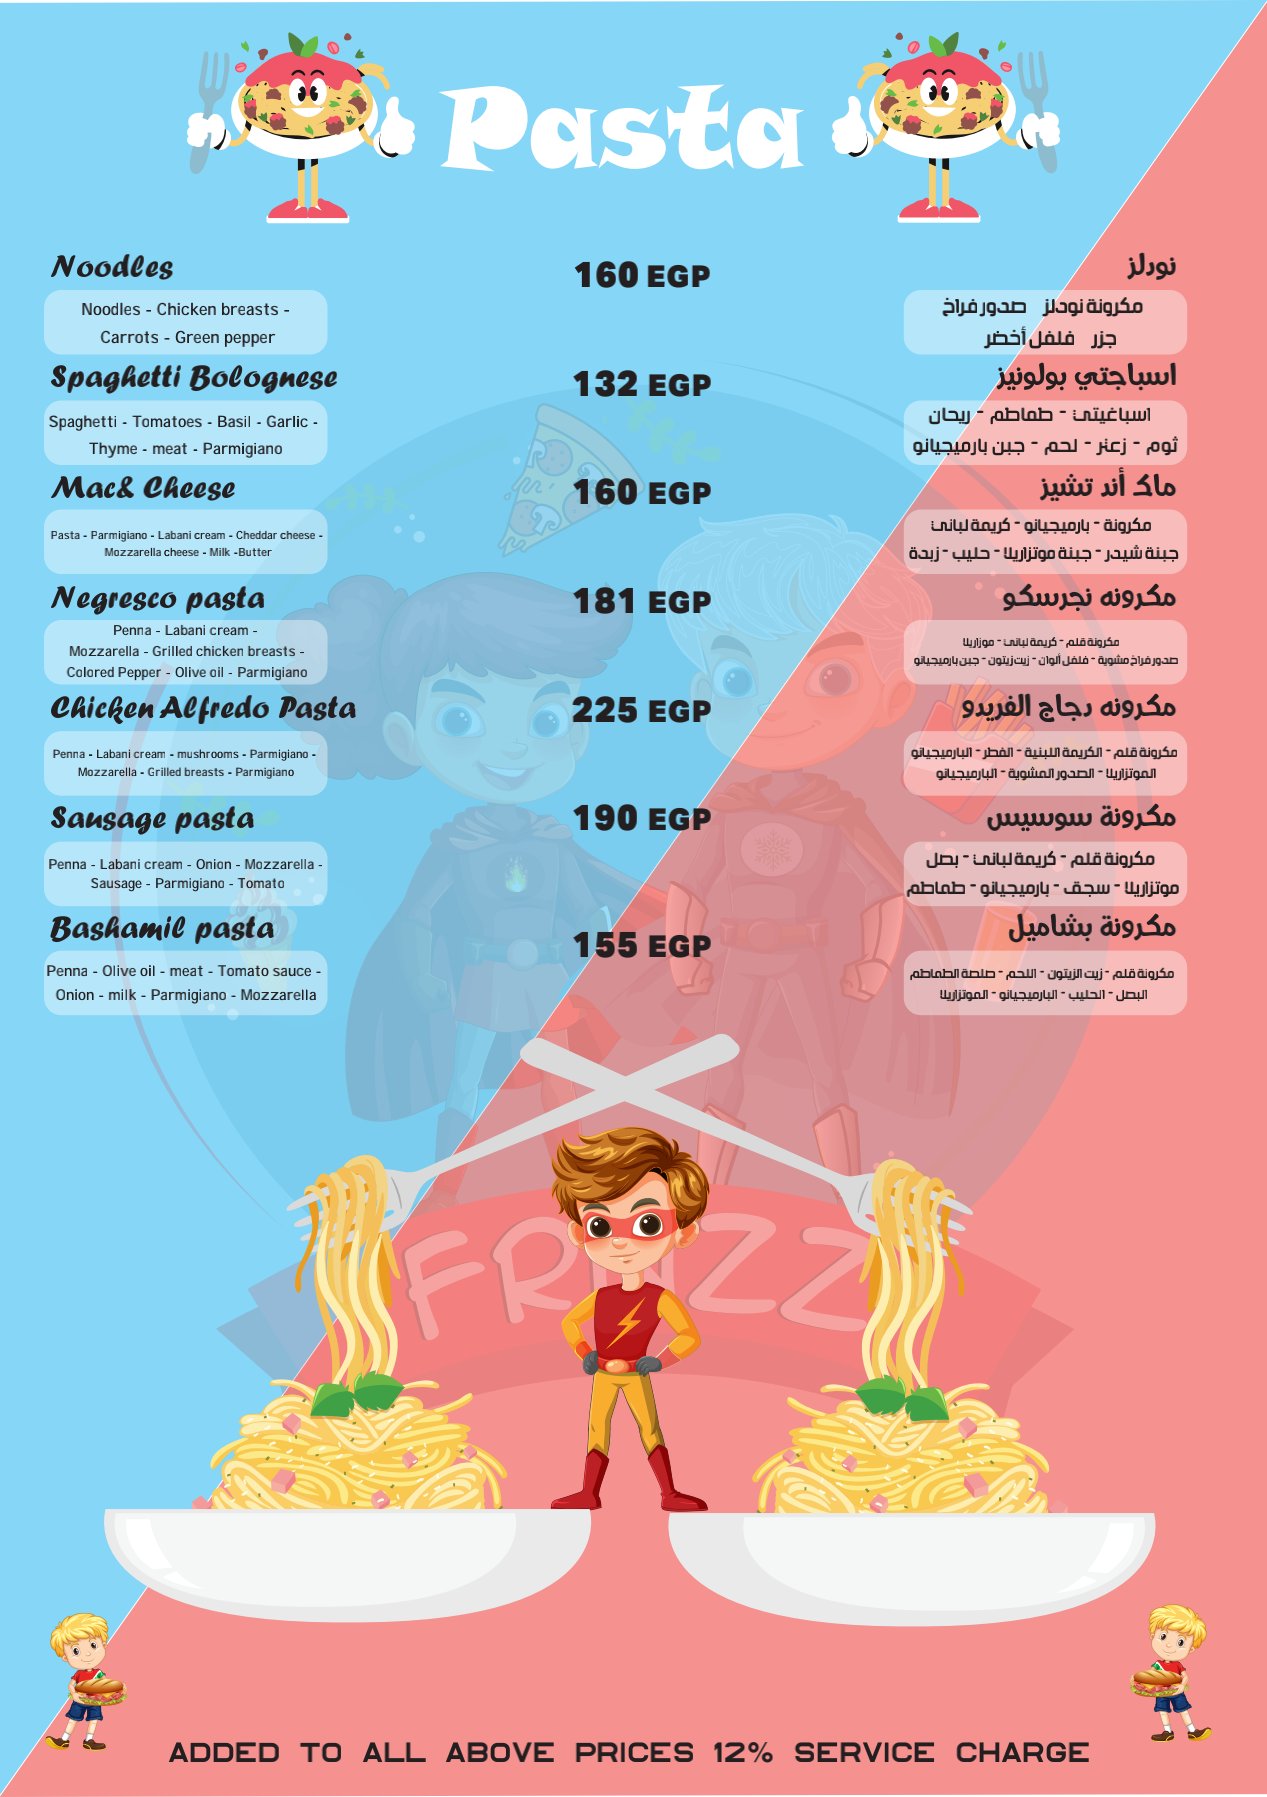 Pasta
Noodles
160 EGP
نودلز
Noodles - Chicken breasts -
Carrots - Green pepper
مكرونة نودلز صدور فراخ
جزر فلفل أخضر
Spaghetti Bolognese
132 EGP
اسباجتي بولونيز
Spaghetti - Tomatoes - Basil - Garlic -
Thyme - meat - Parmigiano
اسباغيتى - طماطم - ريحان
ثوم - زعتر - لحم - جبن بارميجيانو
Mac& Cheese
160 EGP
ماك أند تشيز
Pasta - Parmigiano - Labani cream - Cheddar cheese -
Mozzarella cheese - Milk -Butter
مكرونة - بارميجيانو - كريمة لبانى
جبنة شيدر - جبنة موتزاريلا - حليب - زبدة
Negresco pasta
181 EGP
مكرونه نجرسكو
Penna - Labani cream -
Mozzarella - Grilled chicken breasts -
Colored Pepper - Olive oil - Parmigiano
مكرونة قلم - كريمة لبانى - موزاريلا
صدور فراخ مشوية - فلفل ألوان - زيت زيتون - جبن بارميجيانو
Chicken Alfredo Pasta
225 EGP
مكرونه دجاج الفريدو
Penna - Labani cream - mushrooms - Parmigiano -
Mozzarella - Grilled breasts - Parmigiano
مكرونة قلم - الكريمة اللبنية - الفطر - البارميجيانو
الموتزاريلا - الصدور المشوية - البارميجيانو
Sausage pasta
190 EGP
مكرونة سوسيس
Penna - Labani cream - Onion - Mozzarella -
Sausage - Parmigiano - Tomato
مكرونة قلم - كريمة لبانى - بصل
موتزاريلا - سجق - بارميجيانو - طماطم
Bashamil pasta
155 EGP
مكرونة بشاميل
Penna - Olive oil - meat - Tomato sauce -
Onion - milk - Parmigiano - Mozzarella
مكرونة قلم - زيت الزيتون - اللحم - صلصة الطماطم
البصل - الحليب - البارميجيانو - الموتزاريلا
ADDED TO ALL ABOVE PRICES 12% SERVICE CHARGE